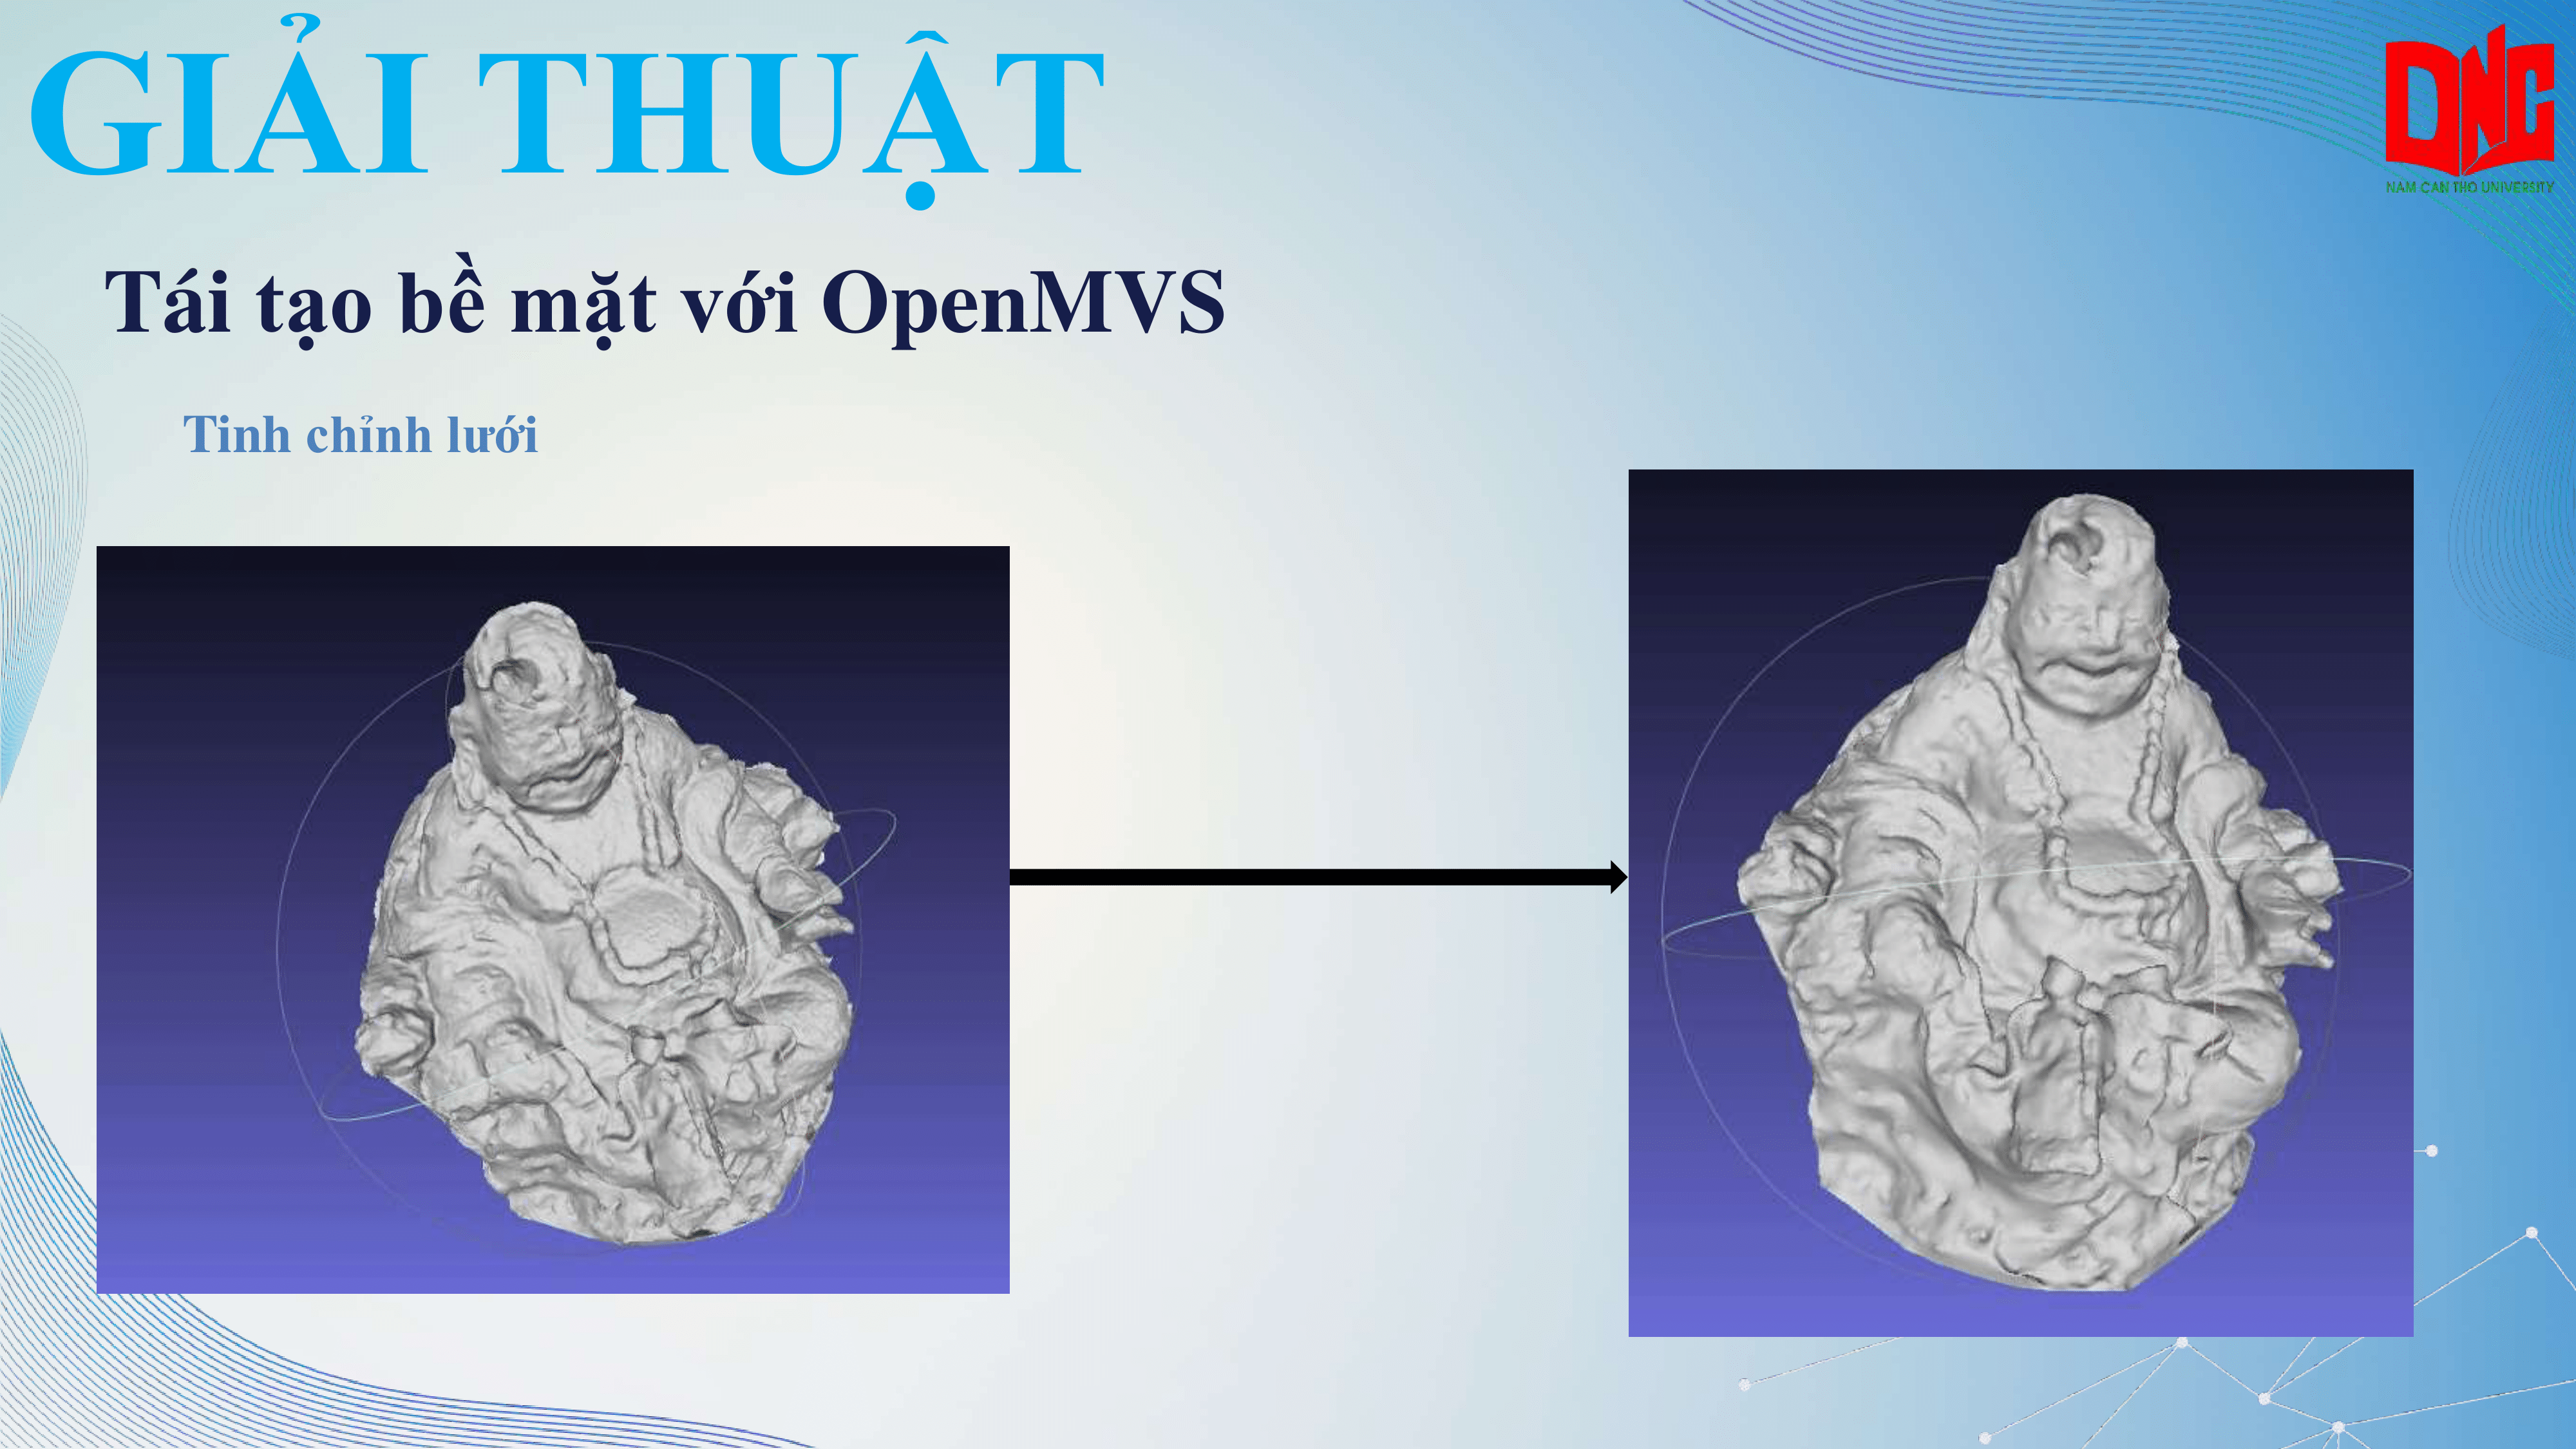 GIẢI THUẬT
DNC
NAM CAN THO UNIVERSITY
Tái tạo bề mặt với OpenMVS
Tinh chỉnh lưới